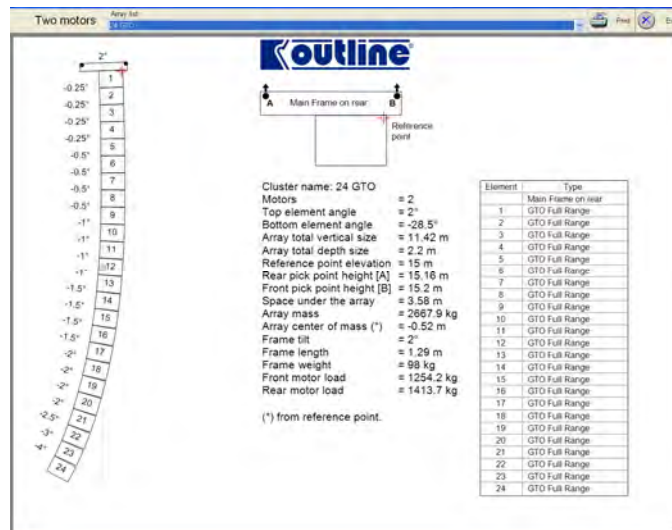 Two motors
Array list
24 GTO
Print
outline
2°
1
-0.25°
2
-0.25°
3
-0.25°
4
-0.25°
5
-0.5°
6
-0.5°
7
-0.5°
8
-0.5°
9
-1°
10
-1°
11
-1°
12
-1°
13
-1.5°
14
-1.5°
15
-1.5°
16
-1.5°
17
-2°
18
-2°
19
-2°
20
-2°
21
-2.5°
22
-3°
23
-4°
24
A Main Frame on rear B
Reference
point
Cluster name: 24 GTO
Motors = 2
Top element angle = 2°
Bottom element angle = -28.5°
Array total vertical size = 11.42 m
Array total depth size = 2.2 m
Reference point elevation = 15 m
Rear pick point height [A] = 15.16 m
Front pick point height [B] = 15.2 m
Space under the array = 3.58 m
Array mass = 2667.9 kg
Array center of mass (*) = -0.52 m
Frame tilt = 2°
Frame length = 1.29 m
Frame weight = 98 kg
Front motor load = 1254.2 kg
Rear motor load = 1413.7 kg
(*) from reference point.
Element Type
Main Frame on rear
1 GTO Full Range
2 GTO Full Range
3 GTO Full Range
4 GTO Full Range
5 GTO Full Range
6 GTO Full Range
7 GTO Full Range
8 GTO Full Range
9 GTO Full Range
10 GTO Full Range
11 GTO Full Range
12 GTO Full Range
13 GTO Full Range
14 GTO Full Range
15 GTO Full Range
16 GTO Full Range
17 GTO Full Range
18 GTO Full Range
19 GTO Full Range
20 GTO Full Range
21 GTO Full Range
22 GTO Full Range
23 GTO Full Range
24 GTO Full Range